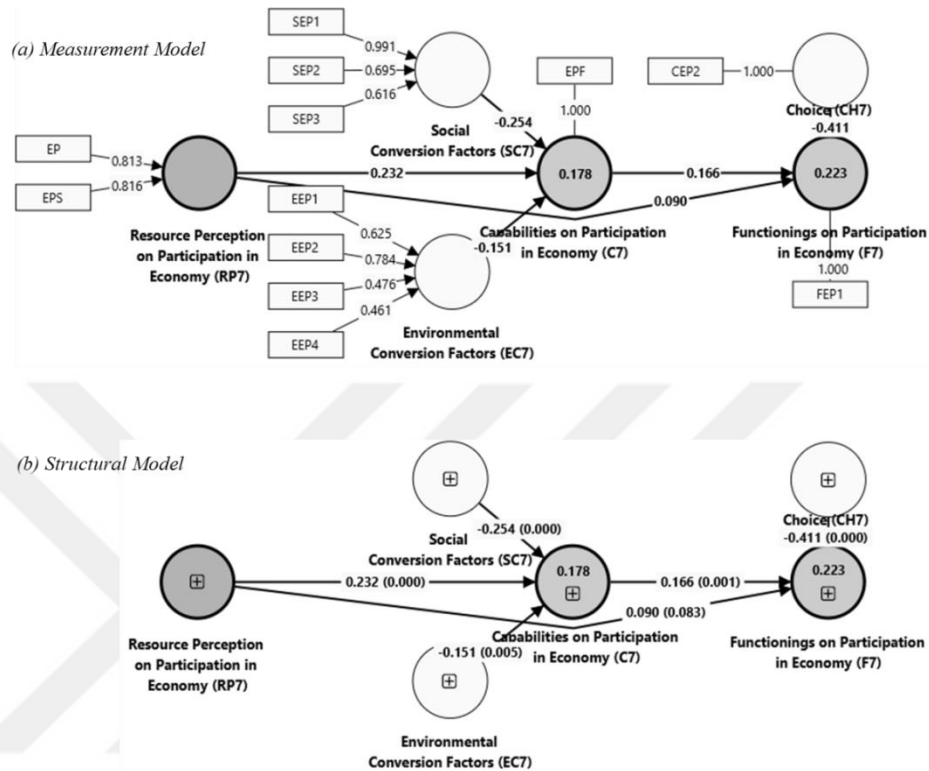 (a) Measurement Model
SEP1
SEP2
SEP3
0.991
0.695
0.616
EPF
1.000
CEP2
1.000
Choice (CH7)
-0.411
Social
Conversion Factors (SC7)
-0.254
EP
EPS
0.813
0.816
0.232
0.178
0.166
0.223
0.090
Resource Perception
on Participation in
Economy (RP7)
EEP1
EEP2
EEP3
EEP4
0.625
0.784
0.476
0.461
-0.151
Capabilities on Participation
in Economy (C7)
Functionings on Participation
in Economy (F7)
1.000
FEP1
Environmental
Conversion Factors (EC7)
(b) Structural Model
Social
Conversion Factors (SC7)
-0.254 (0.000)
Choice (CH7)
-0.411 (0.000)
0.232 (0.000)
0.178
0.166 (0.001)
0.223
0.090 (0.083)
Resource Perception
on Participation in
Economy (RP7)
-0.151 (0.005)
Capabilities on Participation
in Economy (C7)
Functionings on Participation
in Economy (F7)
Environmental
Conversion Factors (EC7)